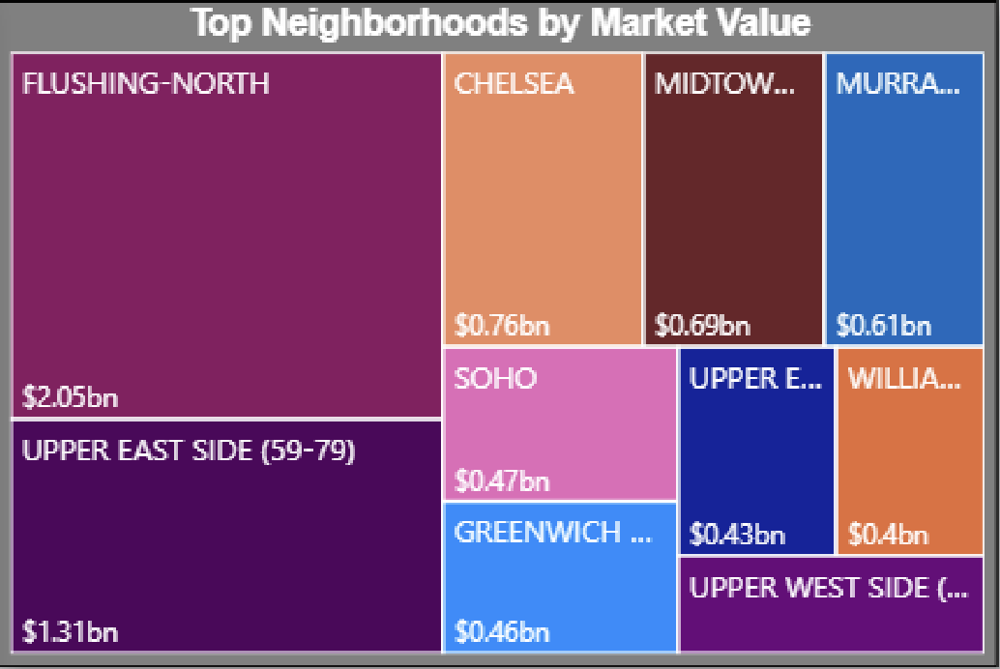 Top Neighborhoods by Market Value
FLUSHING-NORTH
$2.05bn
UPPER EAST SIDE (59-79)
$1.31bn
CHELSEA
$0.76bn
MIDTOW...
$0.69bn
MURRA...
$0.61bn
SOHO
$0.47bn
GREENWICH ...
$0.46bn
UPPER E...
$0.43bn
WILLIA...
$0.4bn
UPPER WEST SIDE (...